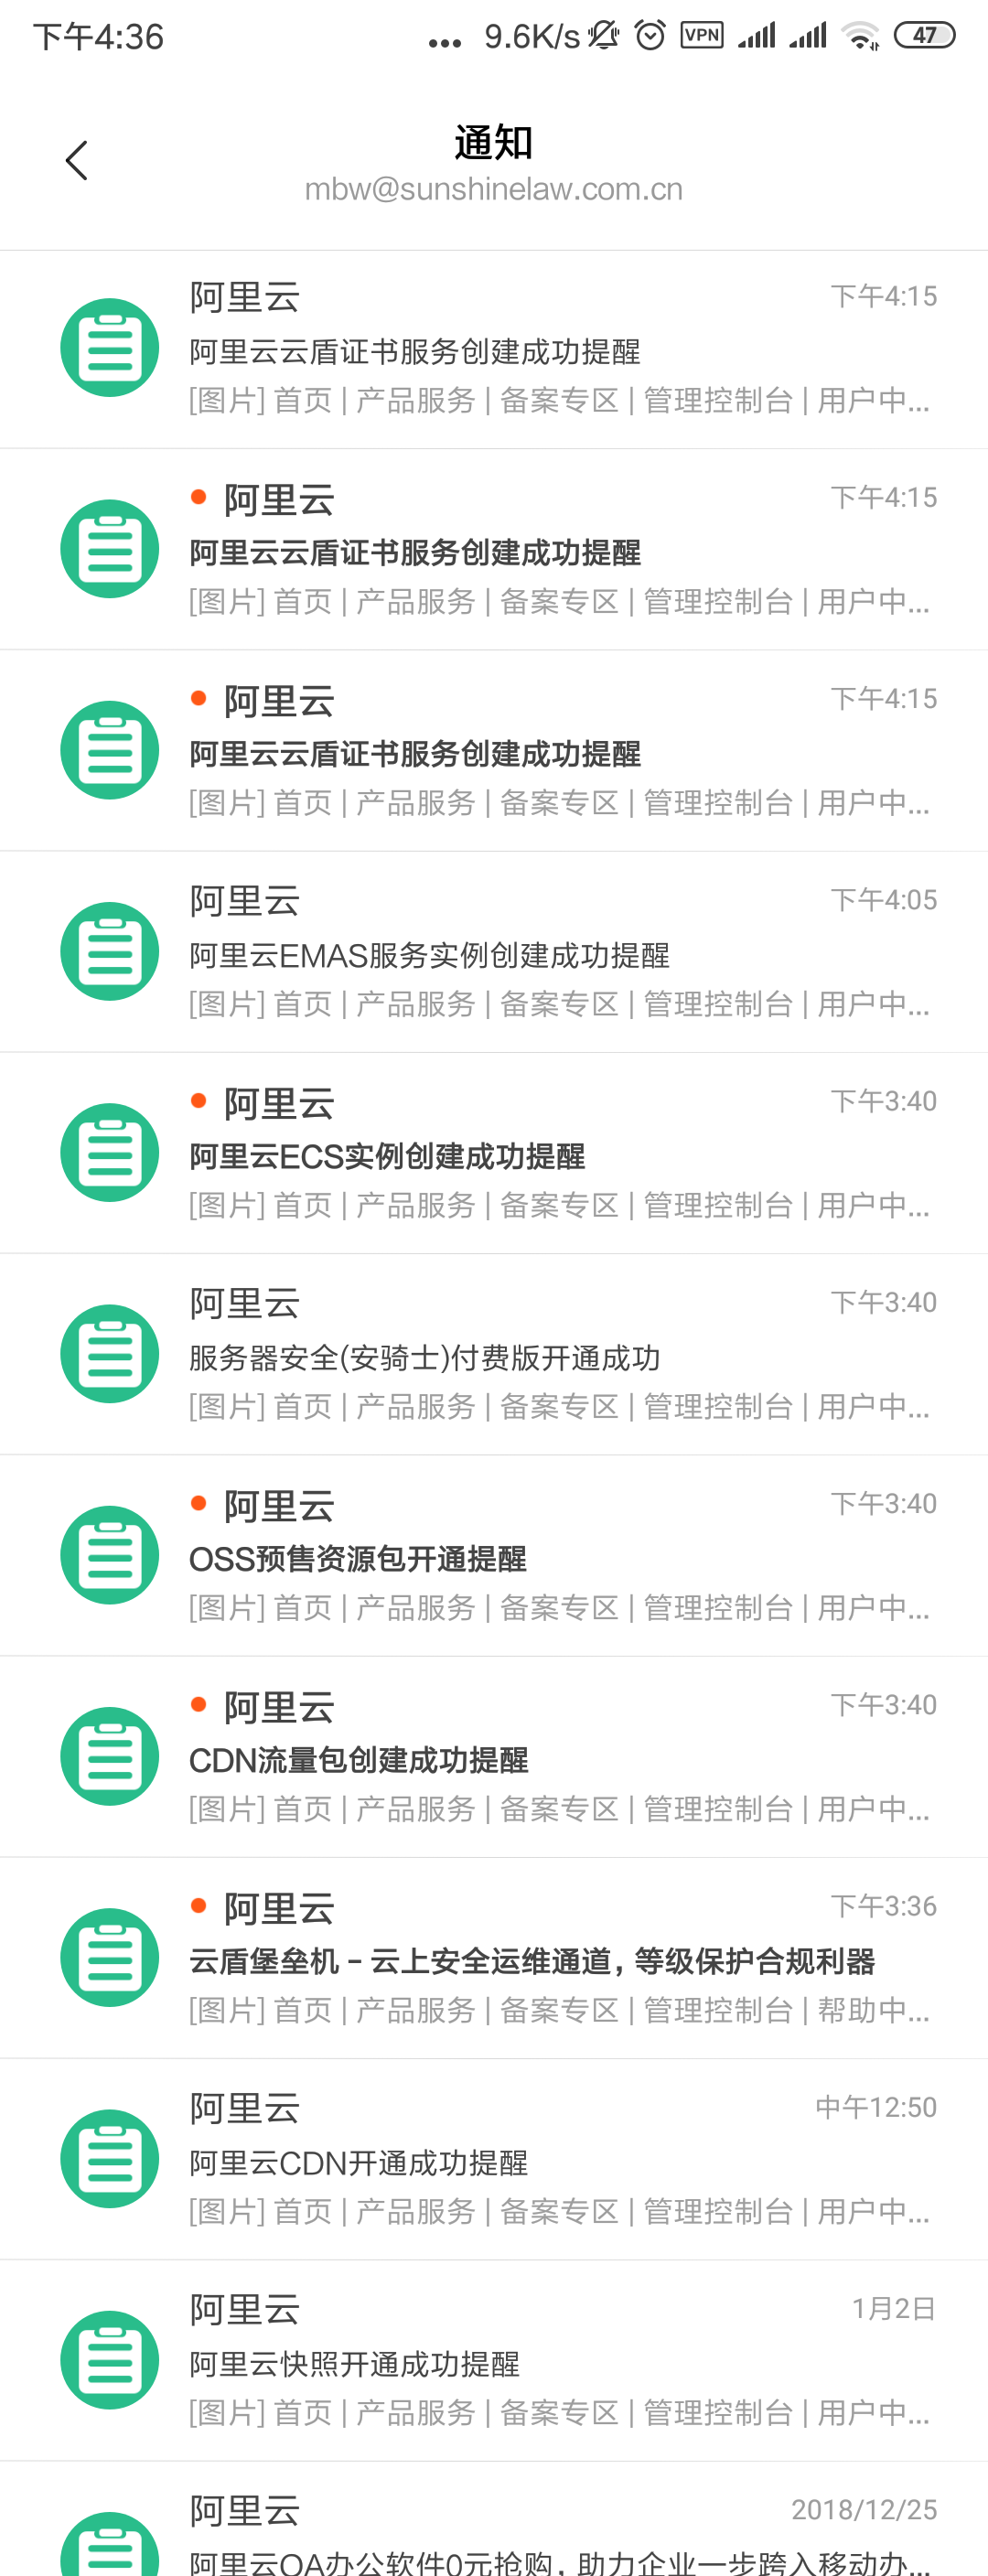 下午4:36
... 9.6K/s VPN 47
通知
mbw@sunshinelaw.com.cn
阿里云 下午4:15
阿里云云盾证书服务创建成功提醒
[图片] 首页 | 产品服务 | 备案专区 | 管理控制台 | 用户中...
阿里云 下午4:15
阿里云云盾证书服务创建成功提醒
[图片] 首页 | 产品服务 | 备案专区 | 管理控制台 | 用户中...
阿里云 下午4:15
阿里云云盾证书服务创建成功提醒
[图片] 首页 | 产品服务 | 备案专区 | 管理控制台 | 用户中...
阿里云 下午4:05
阿里云EMAS服务实例创建成功提醒
[图片] 首页 | 产品服务 | 备案专区 | 管理控制台 | 用户中...
阿里云 下午3:40
阿里云ECS实例创建成功提醒
[图片] 首页 | 产品服务 | 备案专区 | 管理控制台 | 用户中...
阿里云 下午3:40
服务器安全(安骑士)付费版开通成功
[图片] 首页 | 产品服务 | 备案专区 | 管理控制台 | 用户中...
阿里云 下午3:40
OSS预售资源包开通提醒
[图片] 首页 | 产品服务 | 备案专区 | 管理控制台 | 用户中...
阿里云 下午3:40
CDN流量包创建成功提醒
[图片] 首页 | 产品服务 | 备案专区 | 管理控制台 | 用户中...
阿里云 下午3:36
云盾堡垒机 – 云上安全运维通道，等级保护合规利器
[图片] 首页 | 产品服务 | 备案专区 | 管理控制台 | 帮助中...
阿里云 中午12:50
阿里云CDN开通成功提醒
[图片] 首页 | 产品服务 | 备案专区 | 管理控制台 | 用户中...
阿里云 1月2日
阿里云快照开通成功提醒
[图片] 首页 | 产品服务 | 备案专区 | 管理控制台 | 用户中...
阿里云 2018/12/25
阿里云OA办公软件0元抢购，助力企业一步跨入移动办...